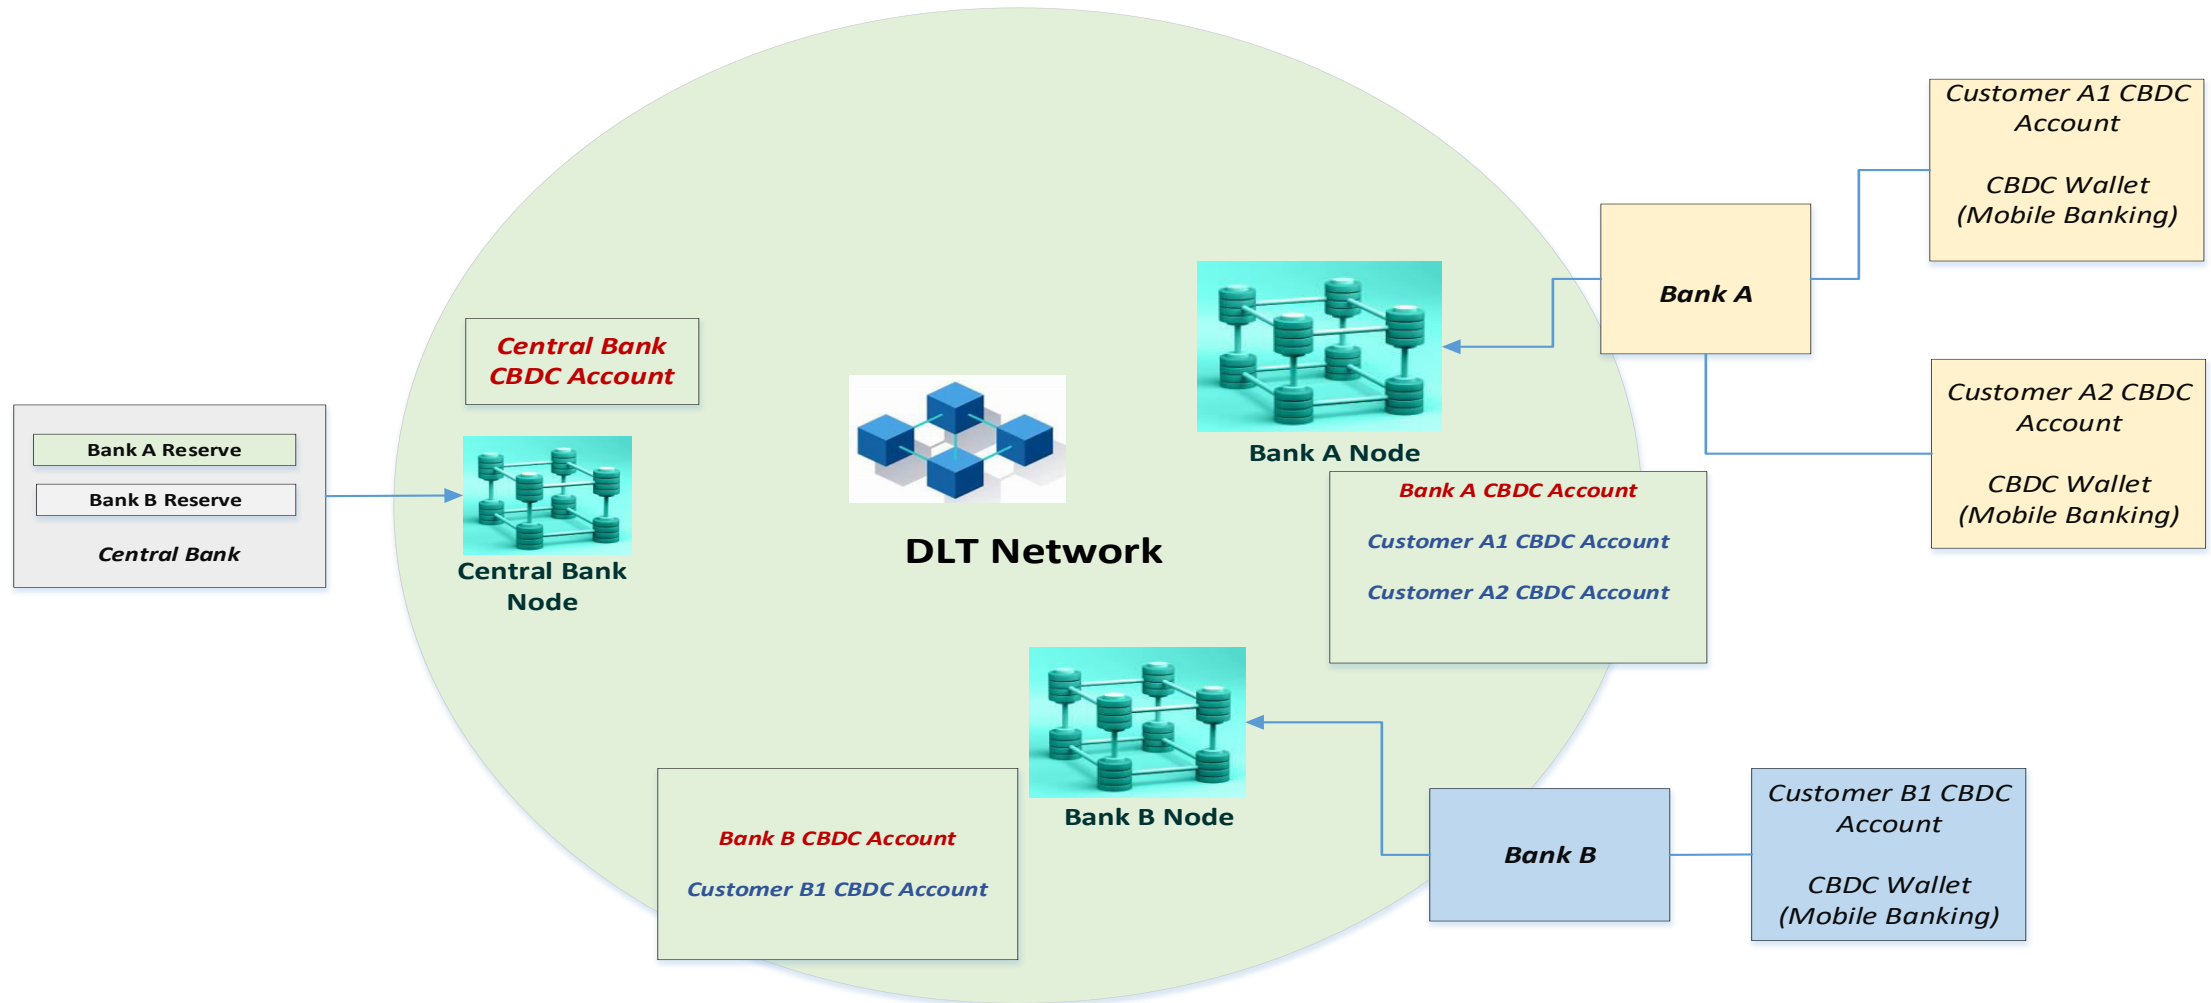 Bank A Reserve
Bank B Reserve
Central Bank
Central Bank
CBDC Account
Central Bank
Node
DLT Network
Bank A Node
Bank A CBDC Account
Customer A1 CBDC Account
Customer A2 CBDC Account
Bank B Node
Bank B CBDC Account
Customer B1 CBDC Account
Bank A
Customer A1 CBDC
Account
CBDC Wallet
(Mobile Banking)
Customer A2 CBDC
Account
CBDC Wallet
(Mobile Banking)
Bank B
Customer B1 CBDC
Account
CBDC Wallet
(Mobile Banking)